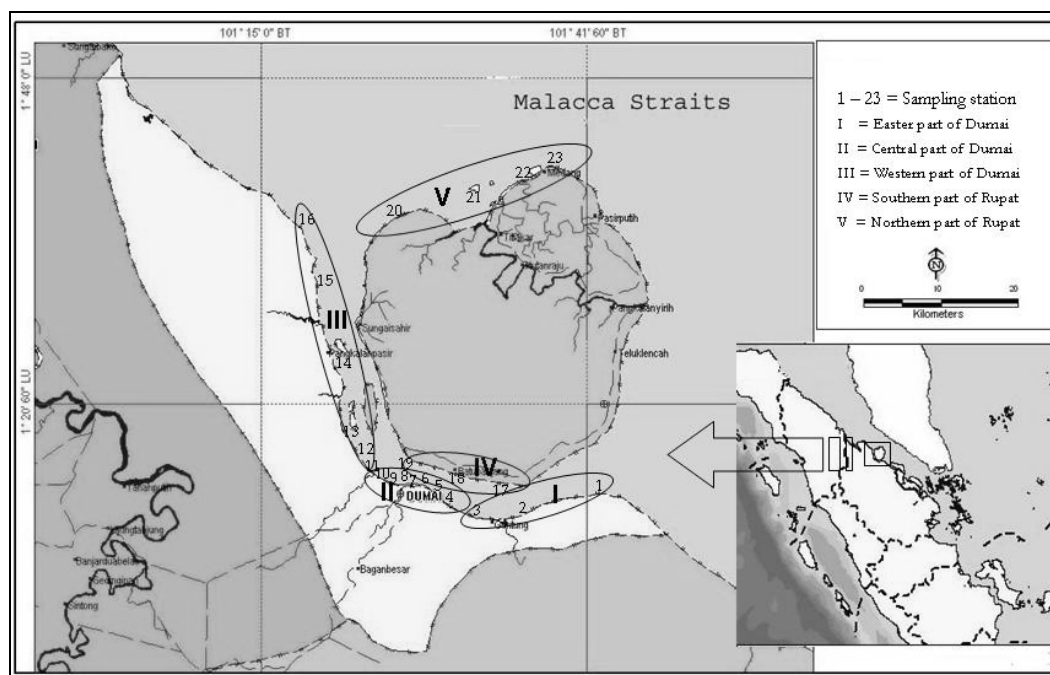 101° 15' 0" BT
101° 41' 60" BT
1° 48' 0" LU
1° 20' 60" LU
Malacca Straits
1 – 23 = Sampling station
I = Easter part of Dumai
II = Central part of Dumai
III = Western part of Dumai
IV = Southern part of Rupat
V = Northern part of Rupat
N
0 10 20
Kilometers
23
22
21
V
20
Pasirputih
16
15
III
Sungaisahir
Pangkalanpasir
14
Pangkalanyirih
Teluklencah
13
12
11
10
9
8
7
6
5
4
19
IV
18
17
I
1
2
3
II
DUMAI
Baganbesar
Sintong